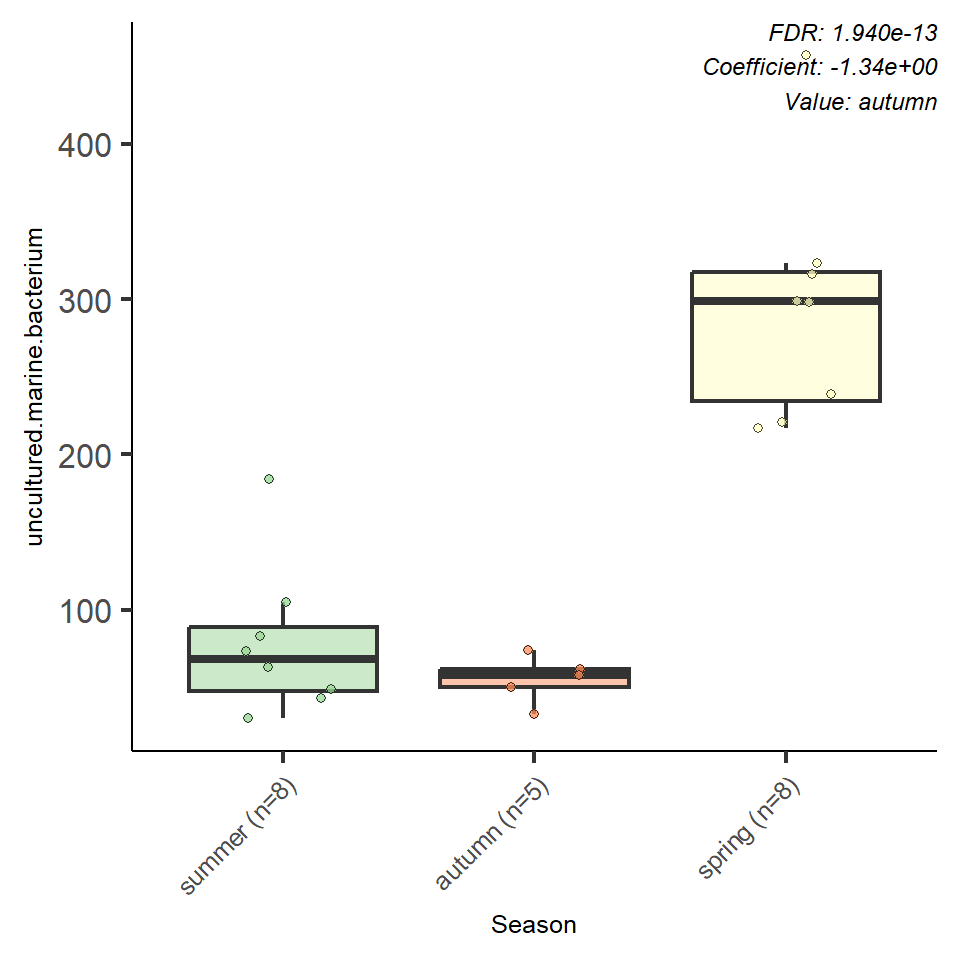 FDR: 1.940e-13
Coefficient: -1.34e+00
Value: autumn
uncultured.marine.bacterium
400
300
200
100
summer (n=8)
autumn (n=5)
spring (n=8)
Season